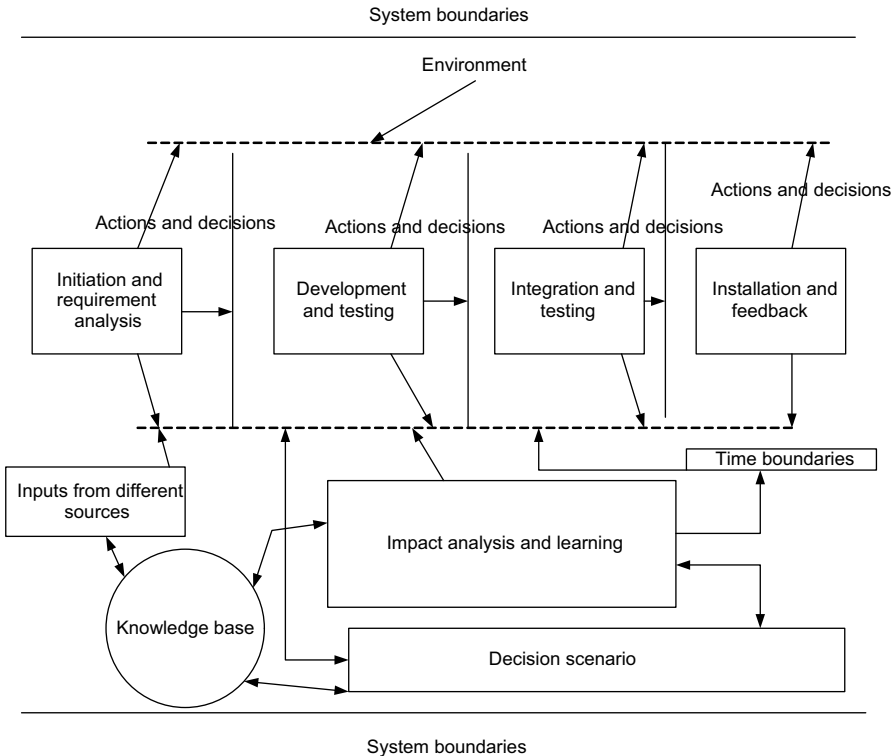 System boundaries
Environment
Actions and decisions
Actions and decisions
Actions and decisions
Actions and decisions
Initiation and
requirement
analysis
Development
and testing
Integration and
testing
Installation and
feedback
Time boundaries
Inputs from different
sources
Impact analysis and learning
Knowledge base
Decision scenario
System boundaries